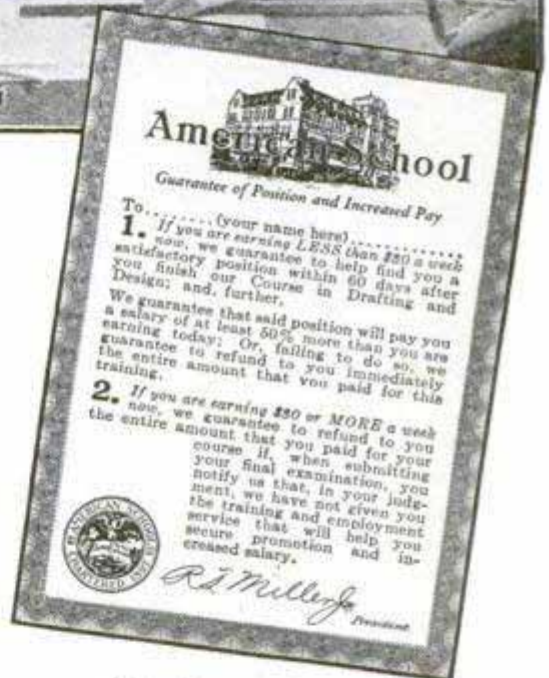 American School
Guarantee of Position and Increased Pay
To........(your name here)..............
1. If you are earning LESS than $80 a week
now, we guarantee to help find you a
satisfactory position within 60 days after
you finish our Course in Drafting and
Design; and, further,
We guarantee that said position will pay you
a salary of at least 50% more than you are
earning today; Or, failing to do so, we
guarantee to refund to you immediately
the entire amount that you paid for this
training.
2. If you are earning $80 or MORE a week
now, we guarantee to refund to you
the entire amount that you paid for your
course if, when submitting
your final examination, you
notify us that, in your judg-
ment, we have not given you
the training and employment
service that will help you
secure promotion and in-
creased salary.
AMERICAN SCHOOL
CHARTERED 1897
R T Miller Jr
President